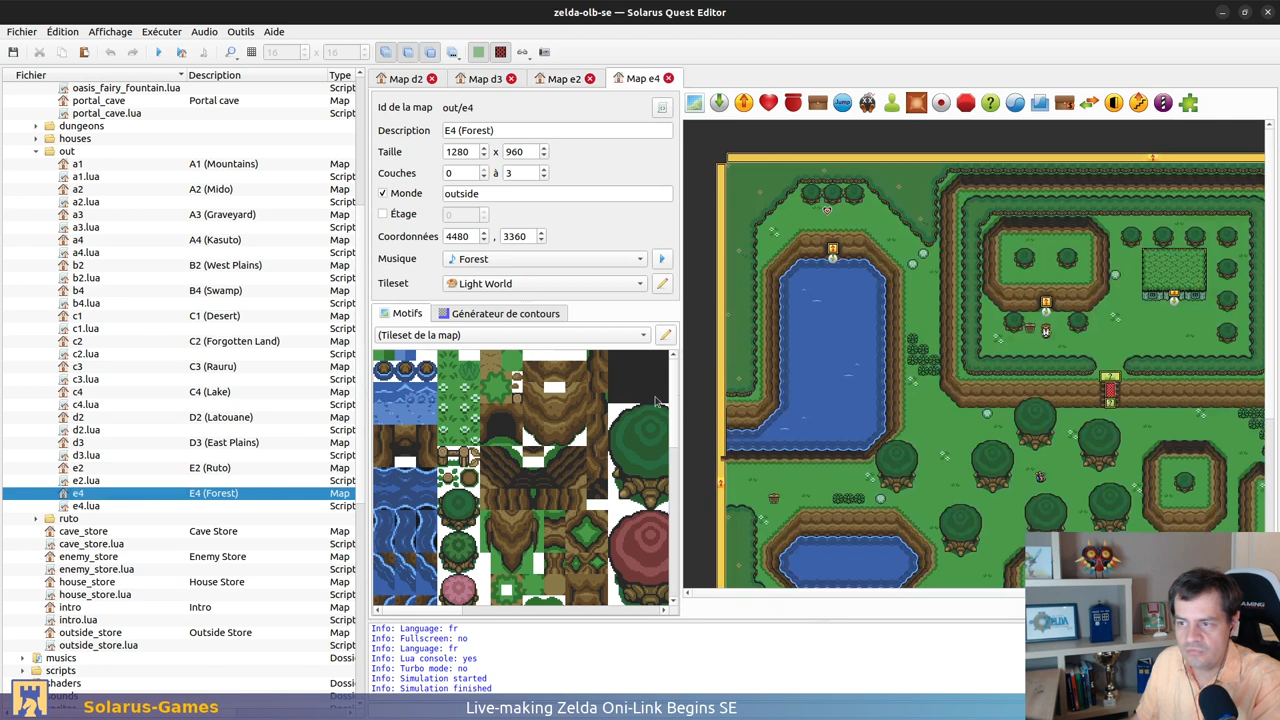 zelda-olb-se — Solarus Quest Editor
Fichier Édition Affichage Exécuter Audio Outils Aide
16 x 16
Fichier Description Type
oasis_fairy_fountain.lua Script
portal_cave Portal cave Map
portal_cave.lua Script
dungeons Dossi
houses Dossi
out Dossi
a1 A1 (Mountains) Map
a1.lua Script
a2 A2 (Mido) Map
a2.lua Script
a3 A3 (Graveyard) Map
a3.lua Script
a4 A4 (Kasuto) Map
a4.lua Script
b2 B2 (West Plains) Map
b2.lua Script
b4 B4 (Swamp) Map
b4.lua Script
c1 C1 (Desert) Map
c1.lua Script
c2 C2 (Forgotten Land) Map
c2.lua Script
c3 C3 (Rauru) Map
c3.lua Script
c4 C4 (Lake) Map
c4.lua Script
d2 D2 (Latouane) Map
d2.lua Script
d3 D3 (East Plains) Map
d3.lua Script
e2 E2 (Ruto) Map
e2.lua Script
e4 E4 (Forest) Map
e4.lua Script
ruto Dossi
cave_store Cave Store Map
cave_store.lua Script
enemy_store Enemy Store Map
enemy_store.lua Script
house_store House Store Map
house_store.lua Script
intro Intro Map
intro.lua Script
outside_store Outside Store Map
outside_store.lua Script
musics Dossi
scripts Dossi
shaders Dossi
Map d2 Map d3 Map e2 Map e4
Id de la map out/e4
Description E4 (Forest)
Taille 1280 x 960
Couches 0 à 3
Monde outside
Étage 0
Coordonnées 4480 , 3360
Musique Forest
Tileset Light World
Motifs Générateur de contours
(Tileset de la map)
Jump
Info: Language: fr
Info: Fullscreen: no
Info: Language: fr
Info: Lua console: yes
Info: Turbo mode: no
Info: Simulation started
Info: Simulation finished
GAMING
Solarus-Games
Live-making Zelda Oni-Link Begins SE